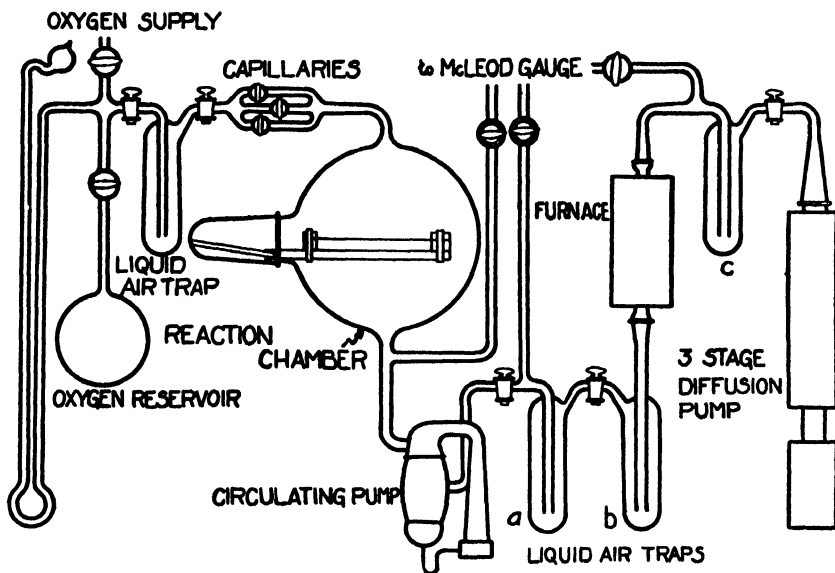 OXYGEN SUPPLY
CAPILLARIES
to McLEOD GAUGE
FURNACE
LIQUID
AIR TRAP
REACTION
CHAMBER
OXYGEN RESERVOIR
c
3 STAGE
DIFFUSION
PUMP
CIRCULATING PUMP
a
b
LIQUID AIR TRAPS